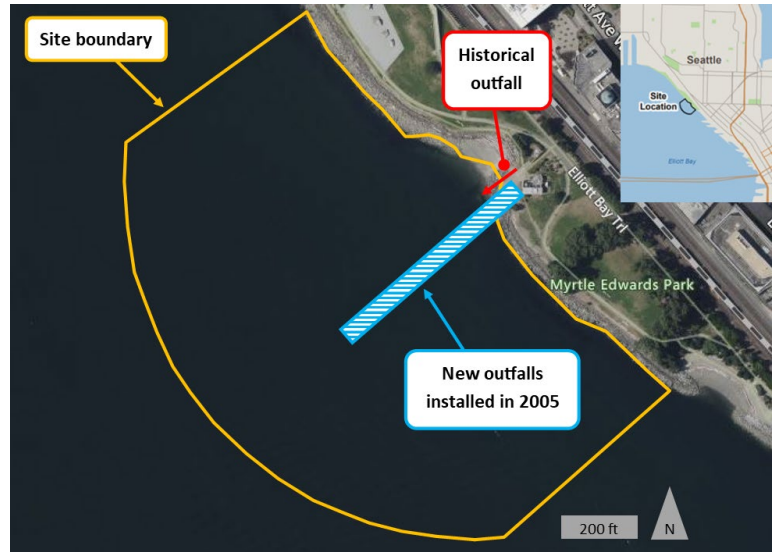 Site boundary
Historical
outfall
Elliott Bay Trl
Myrtle Edwards Park
New outfalls
installed in 2005
200 ft
N
Seattle
Site
Location
Elliott Bay